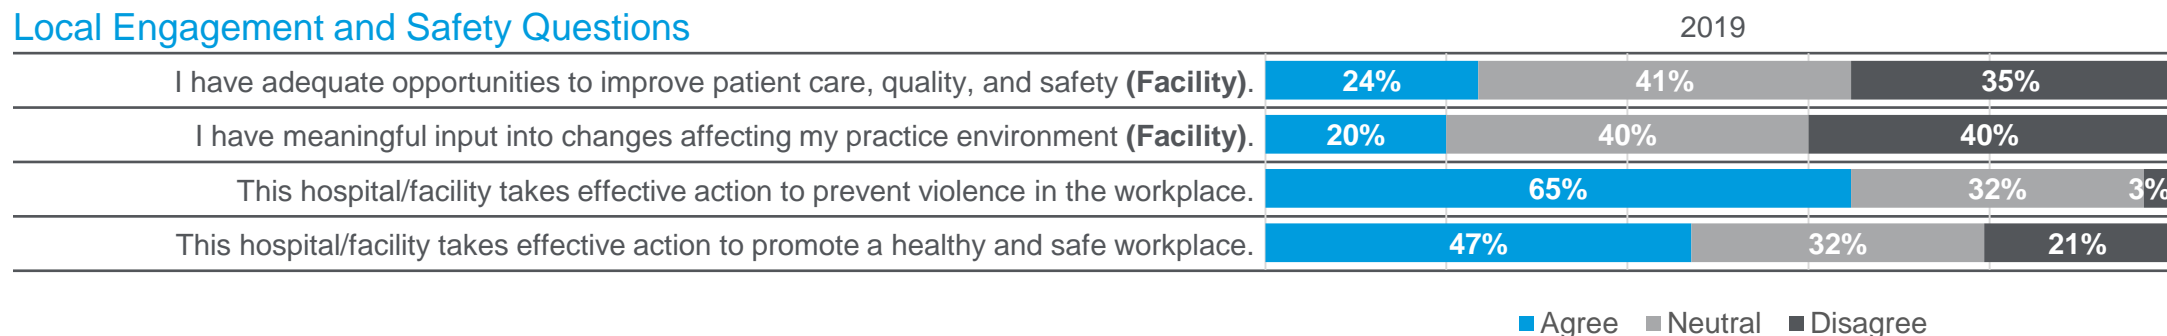 Local Engagement and Safety Questions 2019
I have adequate opportunities to improve patient care, quality, and safety (Facility). 24% 41% 35%
I have meaningful input into changes affecting my practice environment (Facility). 20% 40% 40%
This hospital/facility takes effective action to prevent violence in the workplace. 65% 32% 3%
This hospital/facility takes effective action to promote a healthy and safe workplace. 47% 32% 21%
Agree Neutral Disagree